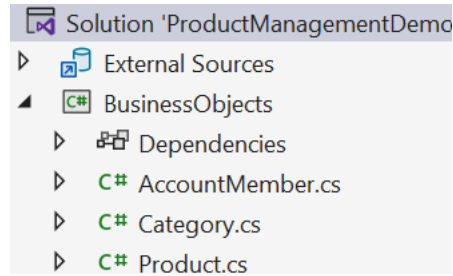 Solution 'ProductManagementDemo
External Sources
C# BusinessObjects
Dependencies
C# AccountMember.cs
C# Category.cs
C# Product.cs